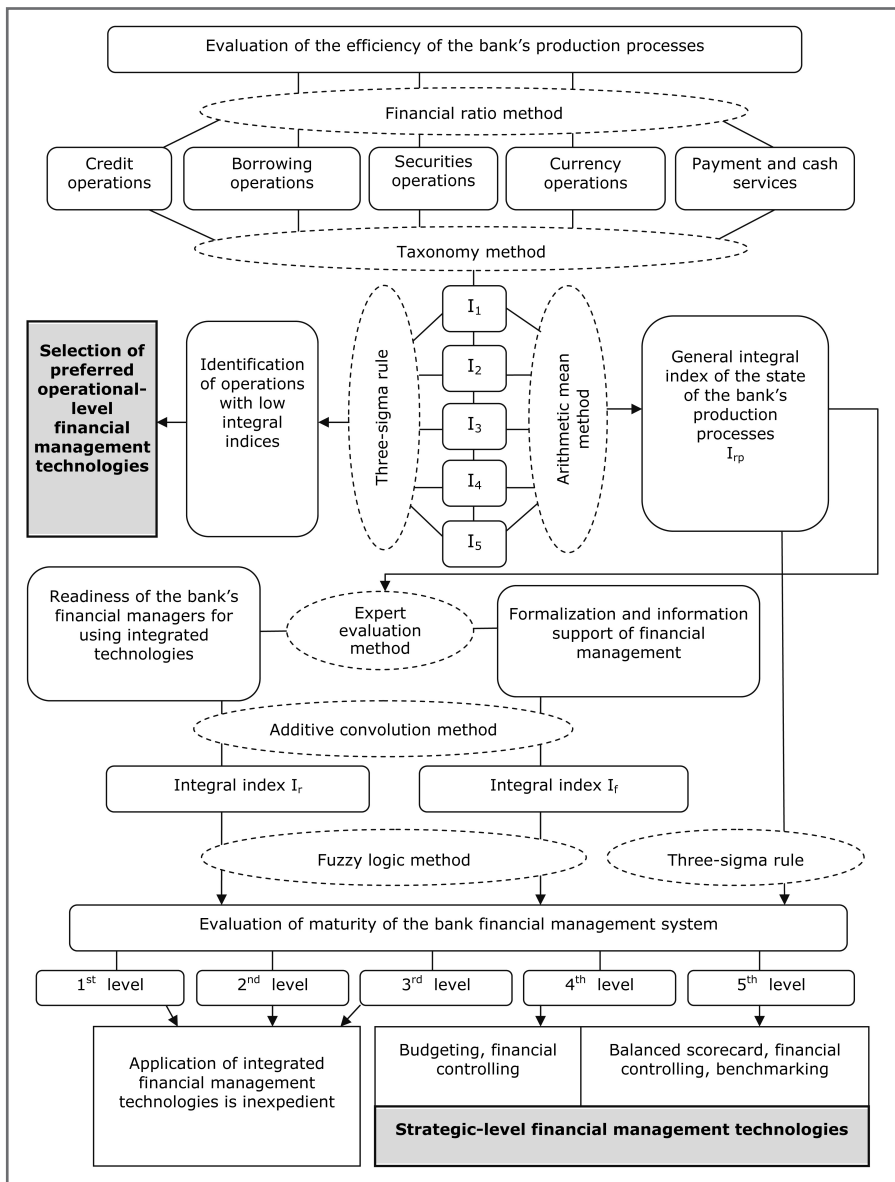 Evaluation of the efficiency of the bank's production processes
Financial ratio method
Credit
operations
Borrowing
operations
Securities
operations
Currency
operations
Payment and cash
services
Taxonomy method
I₁
I₂
I₃
I₄
I₅
Three-sigma rule
Arithmetic mean
method
Selection of
preferred
operational-
level
financial
management
technologies
Identification
of operations
with low
integral
indices
General integral
index of the state
of the bank's
production
processes
Iᵣₚ
Readiness of the bank's
financial managers for
using integrated
technologies
Expert
evaluation
method
Formalization and information
support of financial
management
Additive convolution method
Integral index Iᵣ
Integral index I_f
Fuzzy logic method
Three-sigma rule
Evaluation of maturity of the bank financial management system
1ˢᵗ level
2ⁿᵈ level
3ʳᵈ level
4ᵗʰ level
5ᵗʰ level
Application of integrated
financial management
technologies is inexpedient
Budgeting, financial
controlling
Balanced scorecard, financial
controlling, benchmarking
Strategic-level financial management technologies